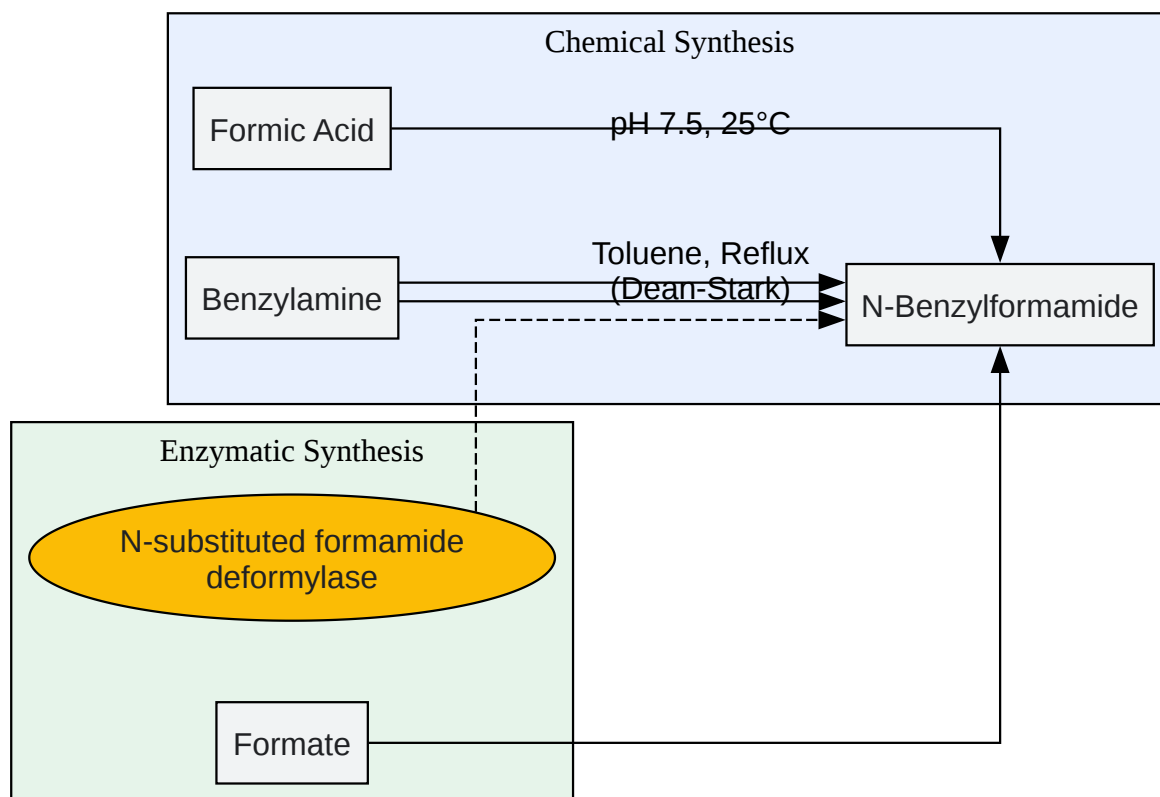 Chemical Synthesis
Formic Acid
pH 7.5, 25°C
Toluene, Reflux
(Dean-Stark)
Benzylamine
N-Benzylformamide
Enzymatic Synthesis
N-substituted formamide
deformylase
Formate